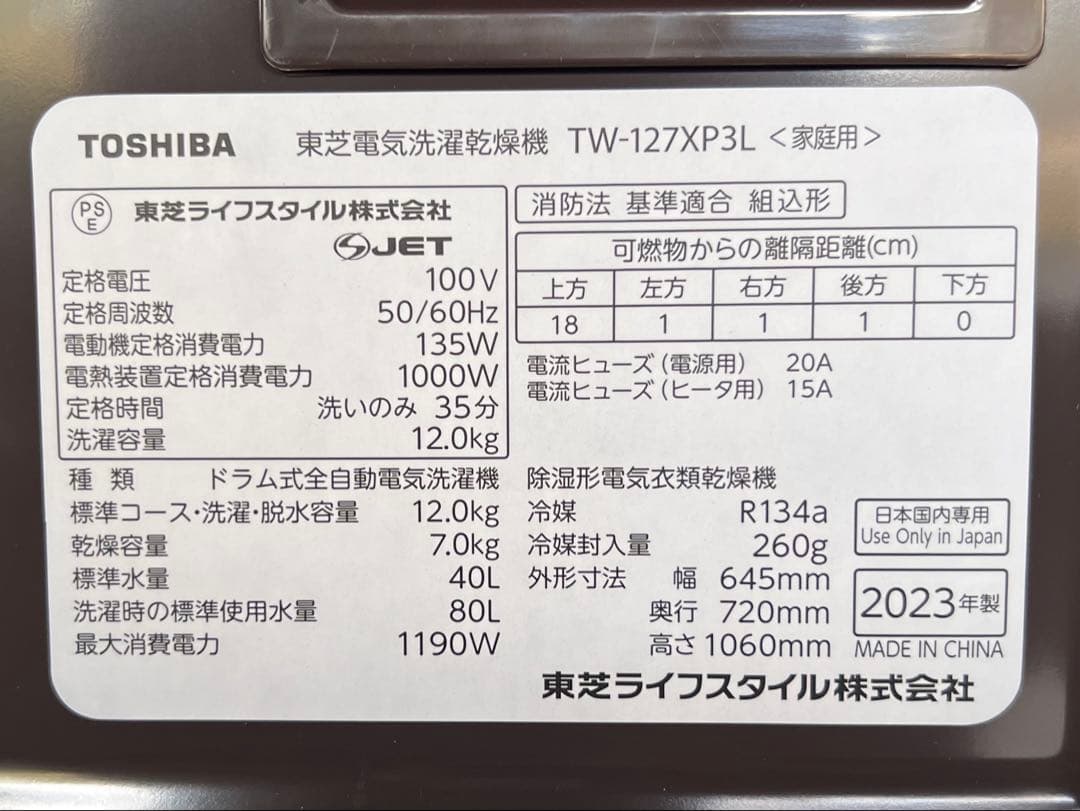 TOSHIBA 東芝電気洗濯乾燥機 TW-127XP3L <家庭用>
PSE 東芝ライフスタイル株式会社
JET
定格電圧 100V
定格周波数 50/60Hz
電動機定格消費電力 135W
電熱装置定格消費電力 1000W
定格時間 洗いのみ 35分
洗濯容量 12.0kg
消防法 基準適合 組込形
可燃物からの離隔距離(cm)
上方 左方 右方 後方 下方
18 1 1 1 0
電流ヒューズ(電源用) 20A
電流ヒューズ(ヒータ用) 15A
種類 ドラム式全自動電気洗濯機
標準コース・洗濯・脱水容量 12.0kg
乾燥容量 7.0kg
標準水量 40L
洗濯時の標準使用水量 80L
最大消費電力 1190W
除湿形電気衣類乾燥機
冷媒 R134a
冷媒封入量 260g
外形寸法 幅 645mm
奥行 720mm
高さ 1060mm
日本国内専用
Use Only in Japan
2023年製
MADE IN CHINA
東芝ライフスタイル株式会社